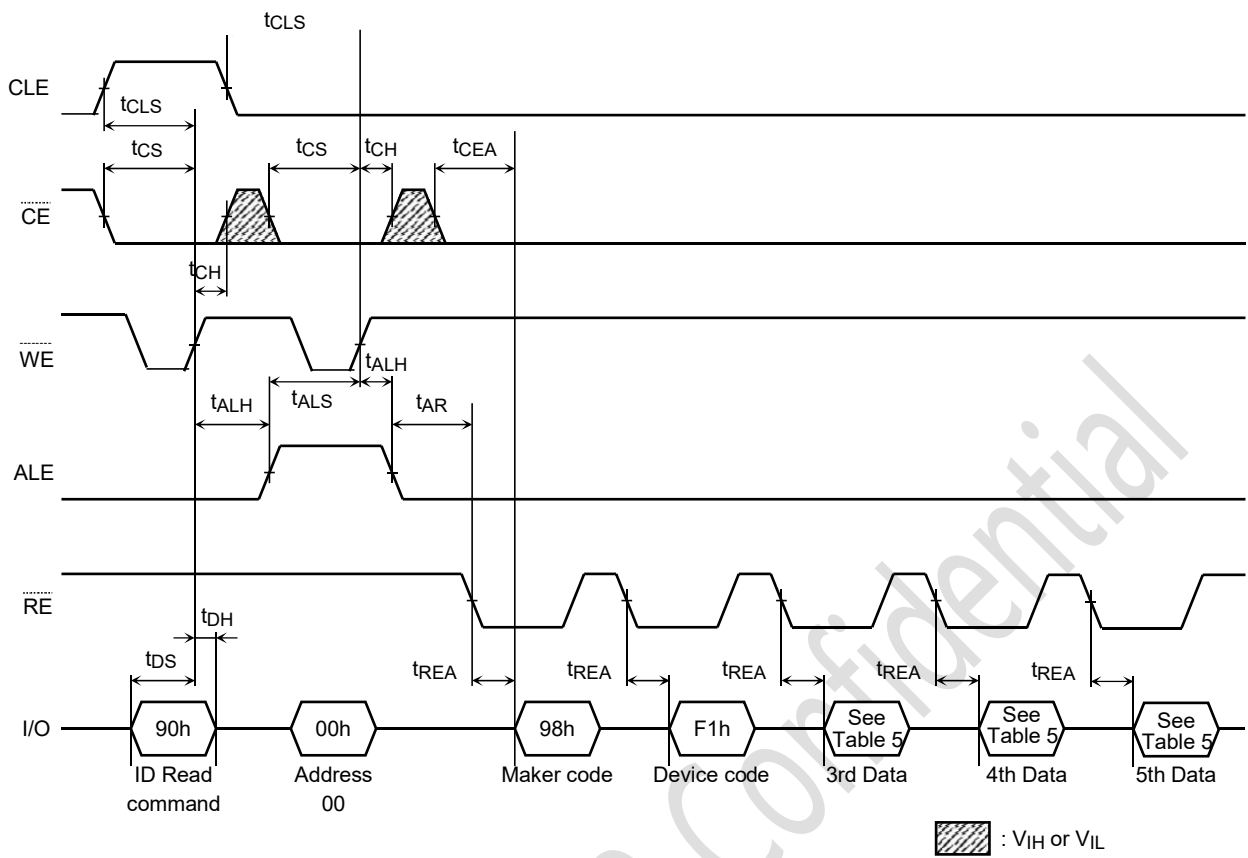 tCLS
CLE
tCLS
tCS
tCS
tCH
tCEA
CE
tCH
WE
tALH
tALH
tALS
tAR
ALE
RE
tDH
tDS
tREA
tREA
tREA
tREA
tREA
I/O
90h
00h
98h
F1h
See Table 5
See Table 5
See Table 5
ID Read command
Address 00
Maker code
Device code
3rd Data
4th Data
5th Data
: VIH or VIL
Confidential